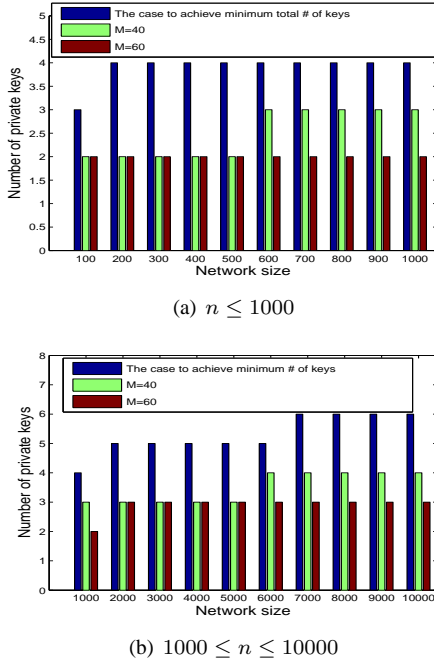 The case to achieve minimum total # of keys
M=40
M=60
Number of private keys
5
4.5
4
3.5
3
2.5
2
1.5
1
0.5
0
100 200 300 400 500 600 700 800 900 1000
Network size
(a) n ≤ 1000
The case to achieve minimum # of keys
M=40
M=60
Number of private keys
8
7
6
5
4
3
2
1
0
1000 2000 3000 4000 5000 6000 7000 8000 9000 10000
Network size
(b) 1000 ≤ n ≤ 10000